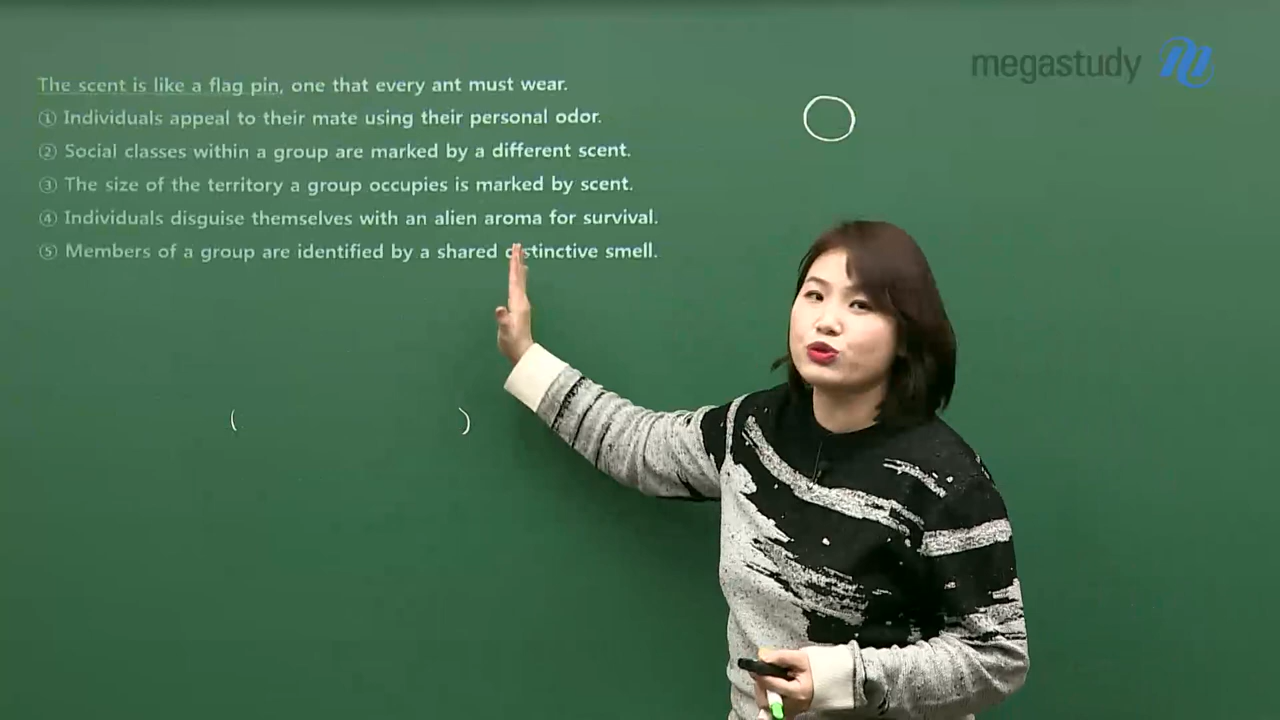 megastudy
The scent is like a flag pin, one that every ant must wear.
① Individuals appeal to their mate using their personal odor.
② Social classes within a group are marked by a different scent.
③ The size of the territory a group occupies is marked by scent.
④ Individuals disguise themselves with an alien aroma for survival.
⑤ Members of a group are identified by a shared distinctive smell.
( )